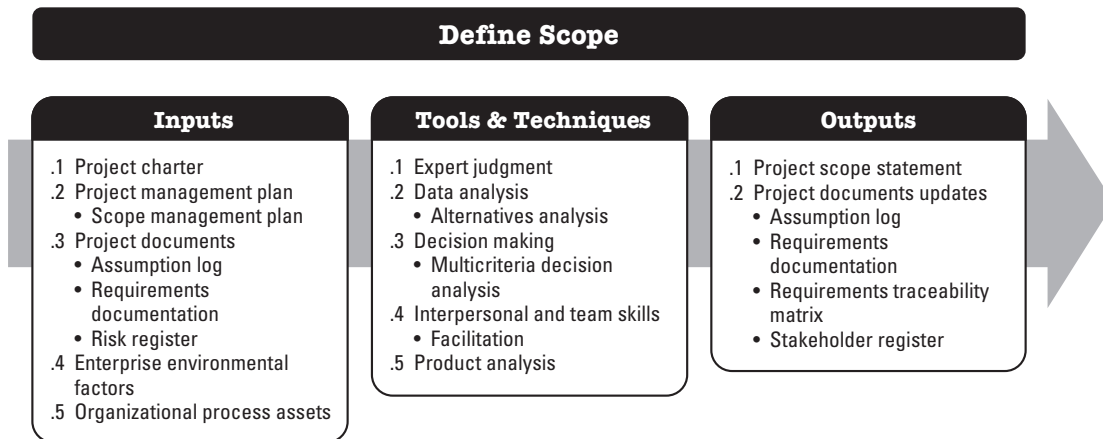 Define Scope
Inputs
.1 Project charter
.2 Project management plan
• Scope management plan
.3 Project documents
• Assumption log
• Requirements
documentation
• Risk register
.4 Enterprise environmental
factors
.5 Organizational process assets
Tools & Techniques
.1 Expert judgment
.2 Data analysis
• Alternatives analysis
.3 Decision making
• Multicriteria decision
analysis
.4 Interpersonal and team skills
• Facilitation
.5 Product analysis
Outputs
.1 Project scope statement
.2 Project documents updates
• Assumption log
• Requirements
documentation
• Requirements traceability
matrix
• Stakeholder register